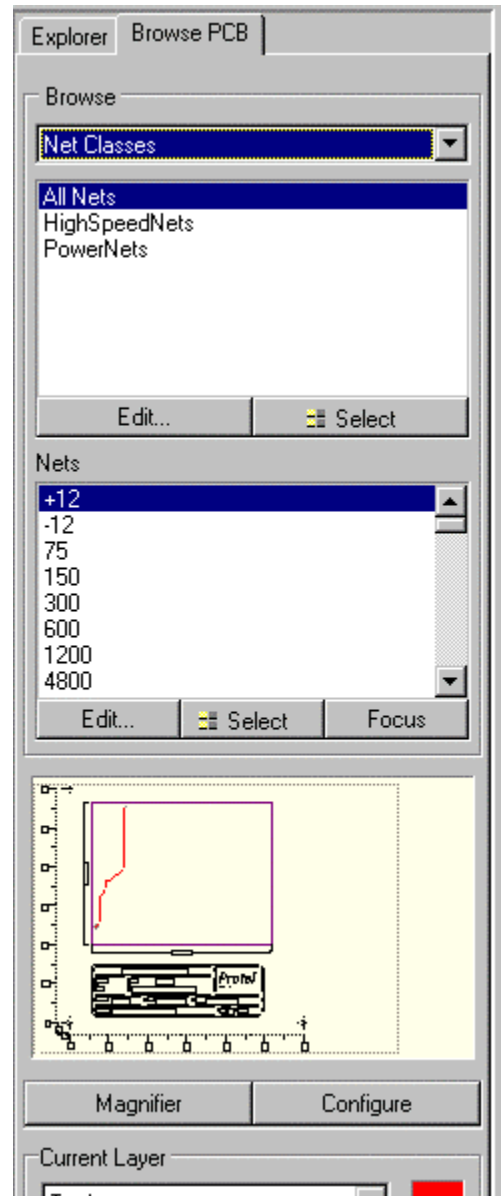 Explorer Browse PCB
Browse
Net Classes
All Nets
HighSpeedNets
PowerNets
Edit... Select
Nets
+12
-12
75
150
300
600
1200
4800
Edit... Select Focus
Protel
Magnifier Configure
Current Layer